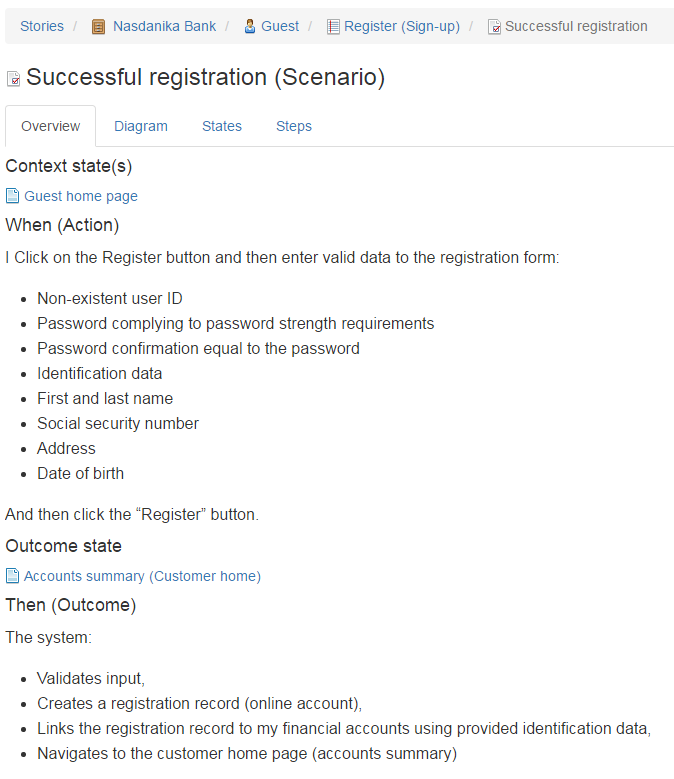 Stories / Nasdanika Bank / Guest / Register (Sign-up) / Successful registration
Successful registration (Scenario)
Overview Diagram States Steps
Context state(s)
Guest home page
When (Action)
I Click on the Register button and then enter valid data to the registration form:
• Non-existent user ID
• Password complying to password strength requirements
• Password confirmation equal to the password
• Identification data
• First and last name
• Social security number
• Address
• Date of birth
And then click the “Register” button.
Outcome state
Accounts summary (Customer home)
Then (Outcome)
The system:
• Validates input,
• Creates a registration record (online account),
• Links the registration record to my financial accounts using provided identification data,
• Navigates to the customer home page (accounts summary)